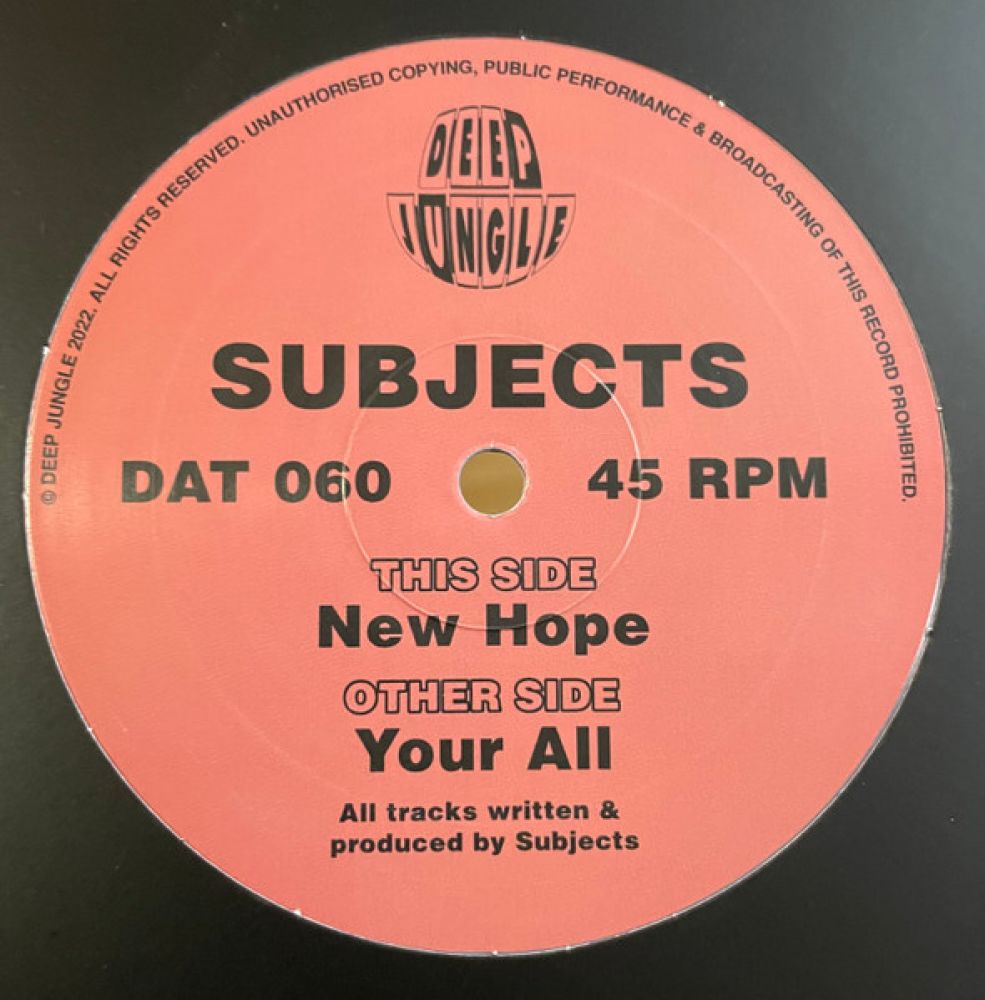 © DEEP JUNGLE 2022. ALL RIGHTS RESERVED. UNAUTHORISED COPYING, PUBLIC PERFORMANCE & BROADCASTING OF THIS RECORD PROHIBITED.
DEEP
JUNGLE
SUBJECTS
DAT 060 45 RPM
THIS SIDE
New Hope
OTHER SIDE
Your All
All tracks written &
produced by Subjects